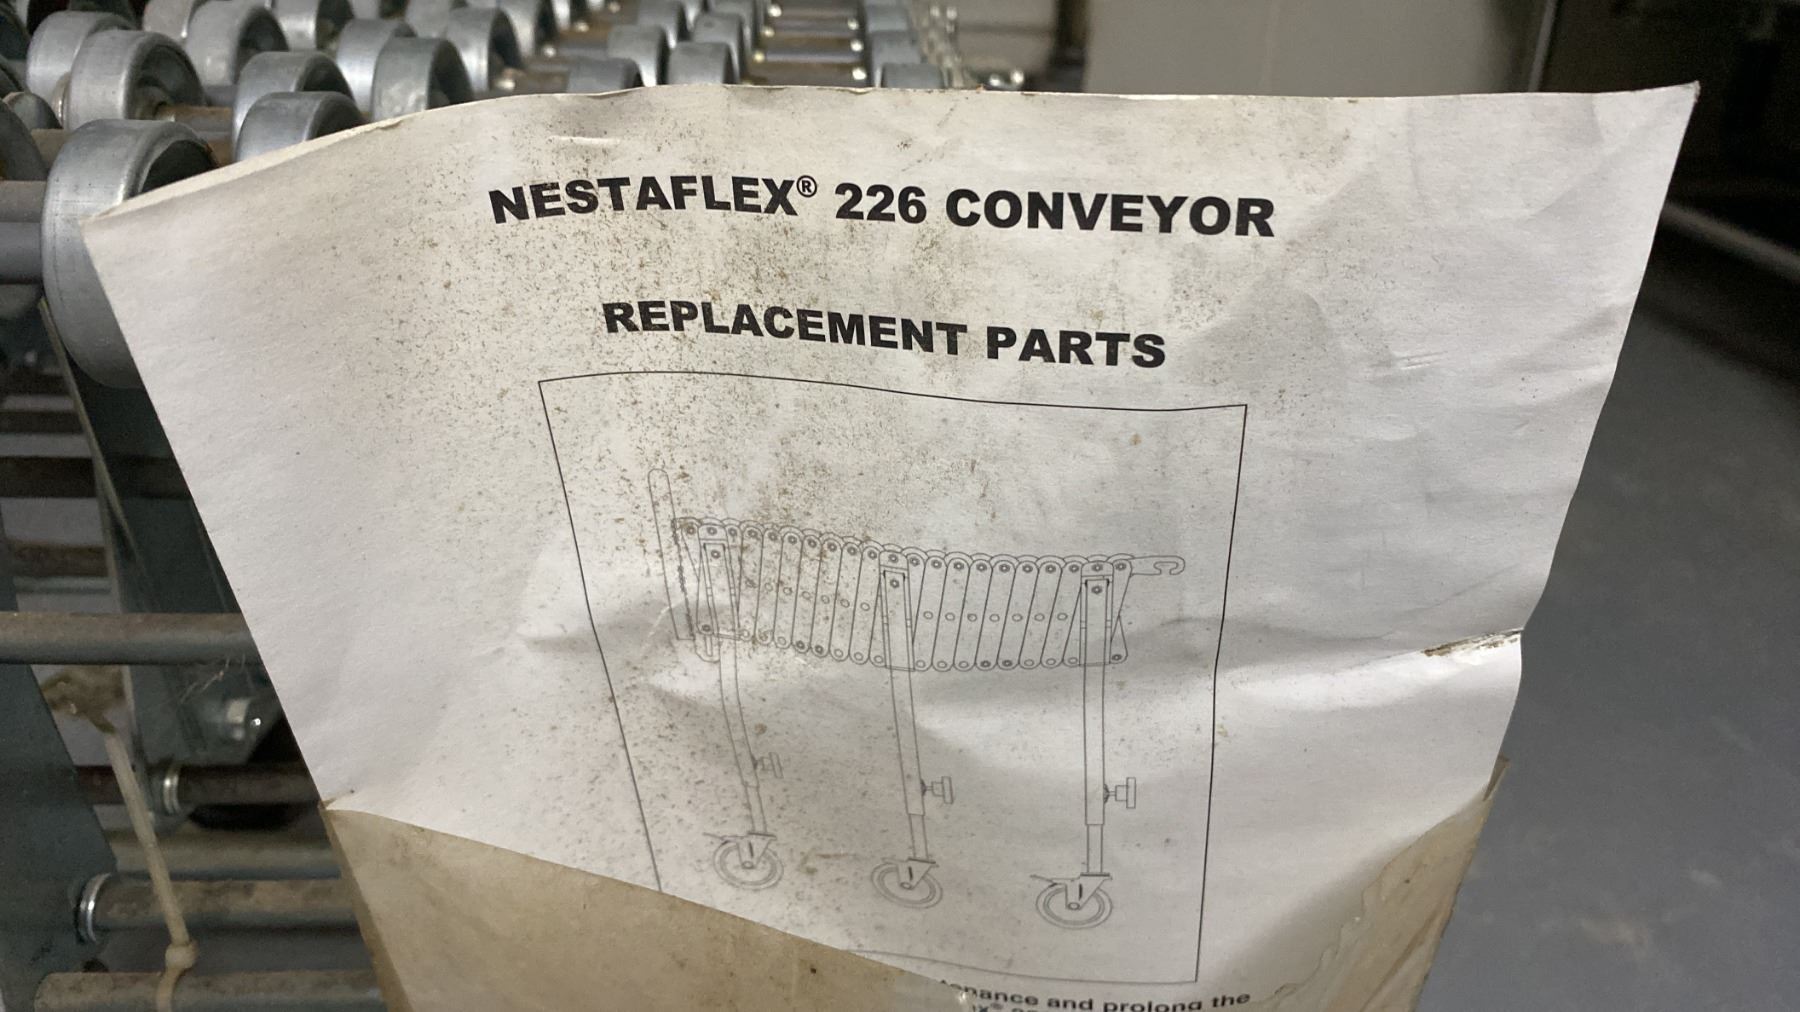 NESTAFLEX® 226 CONVEYOR
REPLACEMENT PARTS
and prolong the